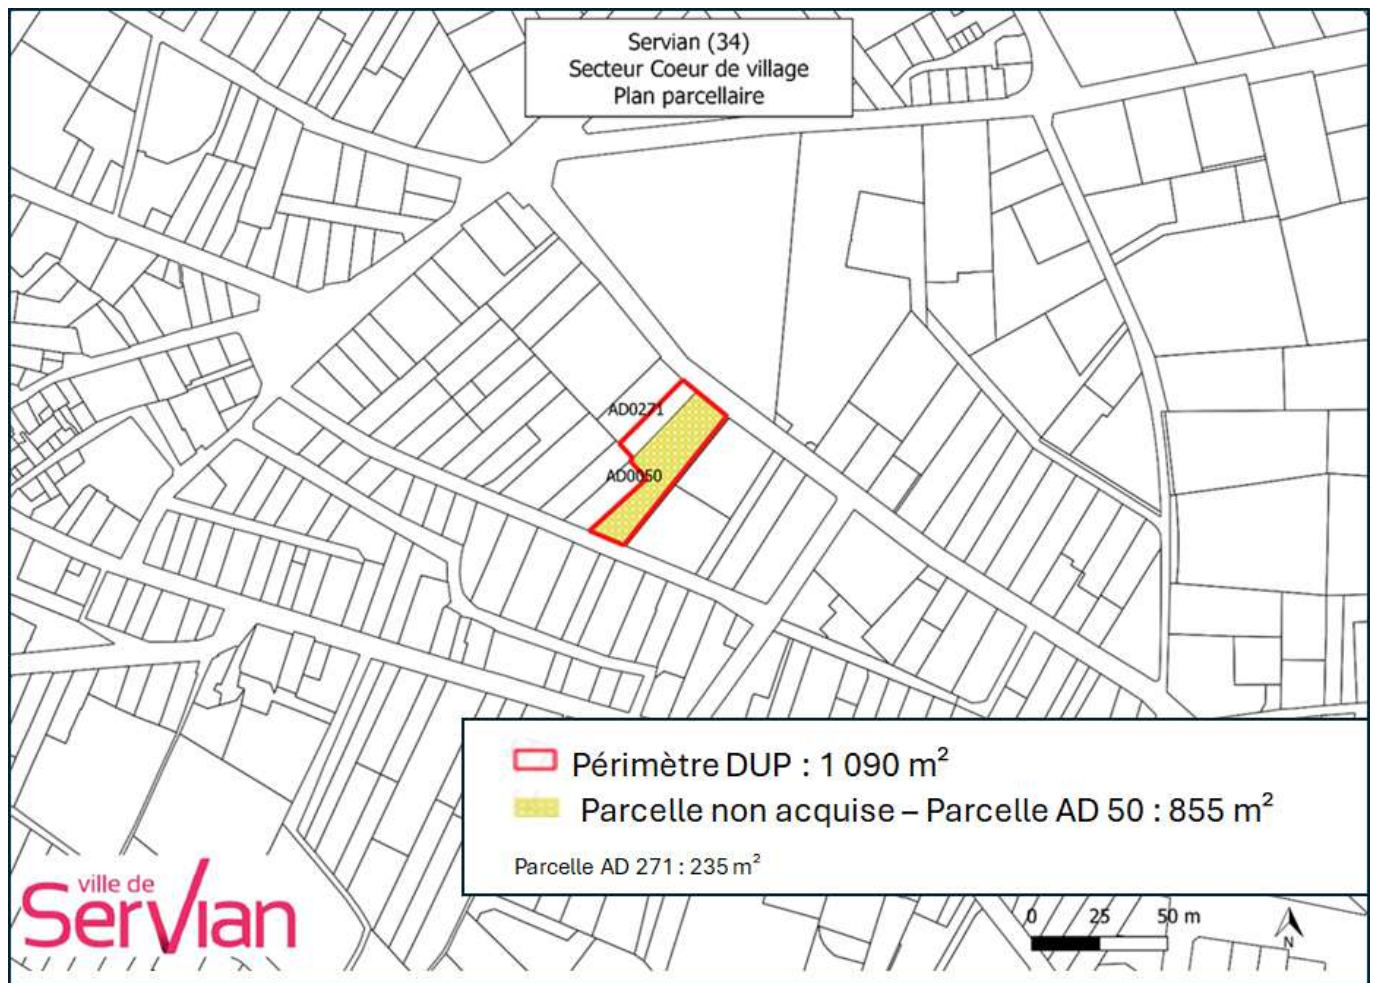 Servian (34)
Secteur Coeur de village
Plan parcellaire
AD0271
AD0050
Périmètre DUP : 1 090 m²
Parcelle non acquise – Parcelle AD 50 : 855 m²
Parcelle AD 271 : 235 m²
ville de
Servian
0 25 50 m
N